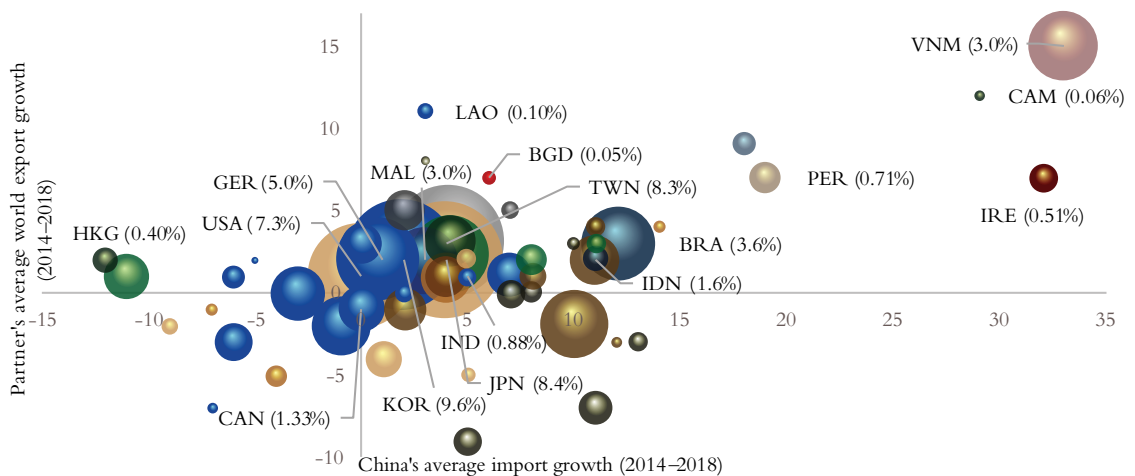 Partner's average world export growth
(2014–2018)
15
VNM (3.0%)
CAM (0.06%)
LAO (0.10%)
10
BGD (0.05%)
MAL (3.0%)
GER (5.0%)
TWN (8.3%)
PER (0.71%)
5
USA (7.3%)
IRE (0.51%)
HKG (0.40%)
BRA (3.6%)
IDN (1.6%)
0
-15
-10
-5
5
10
15
20
25
30
35
IND (0.88%)
-5
JPN (8.4%)
KOR (9.6%)
CAN (1.33%)
-10
China's average import growth (2014–2018)